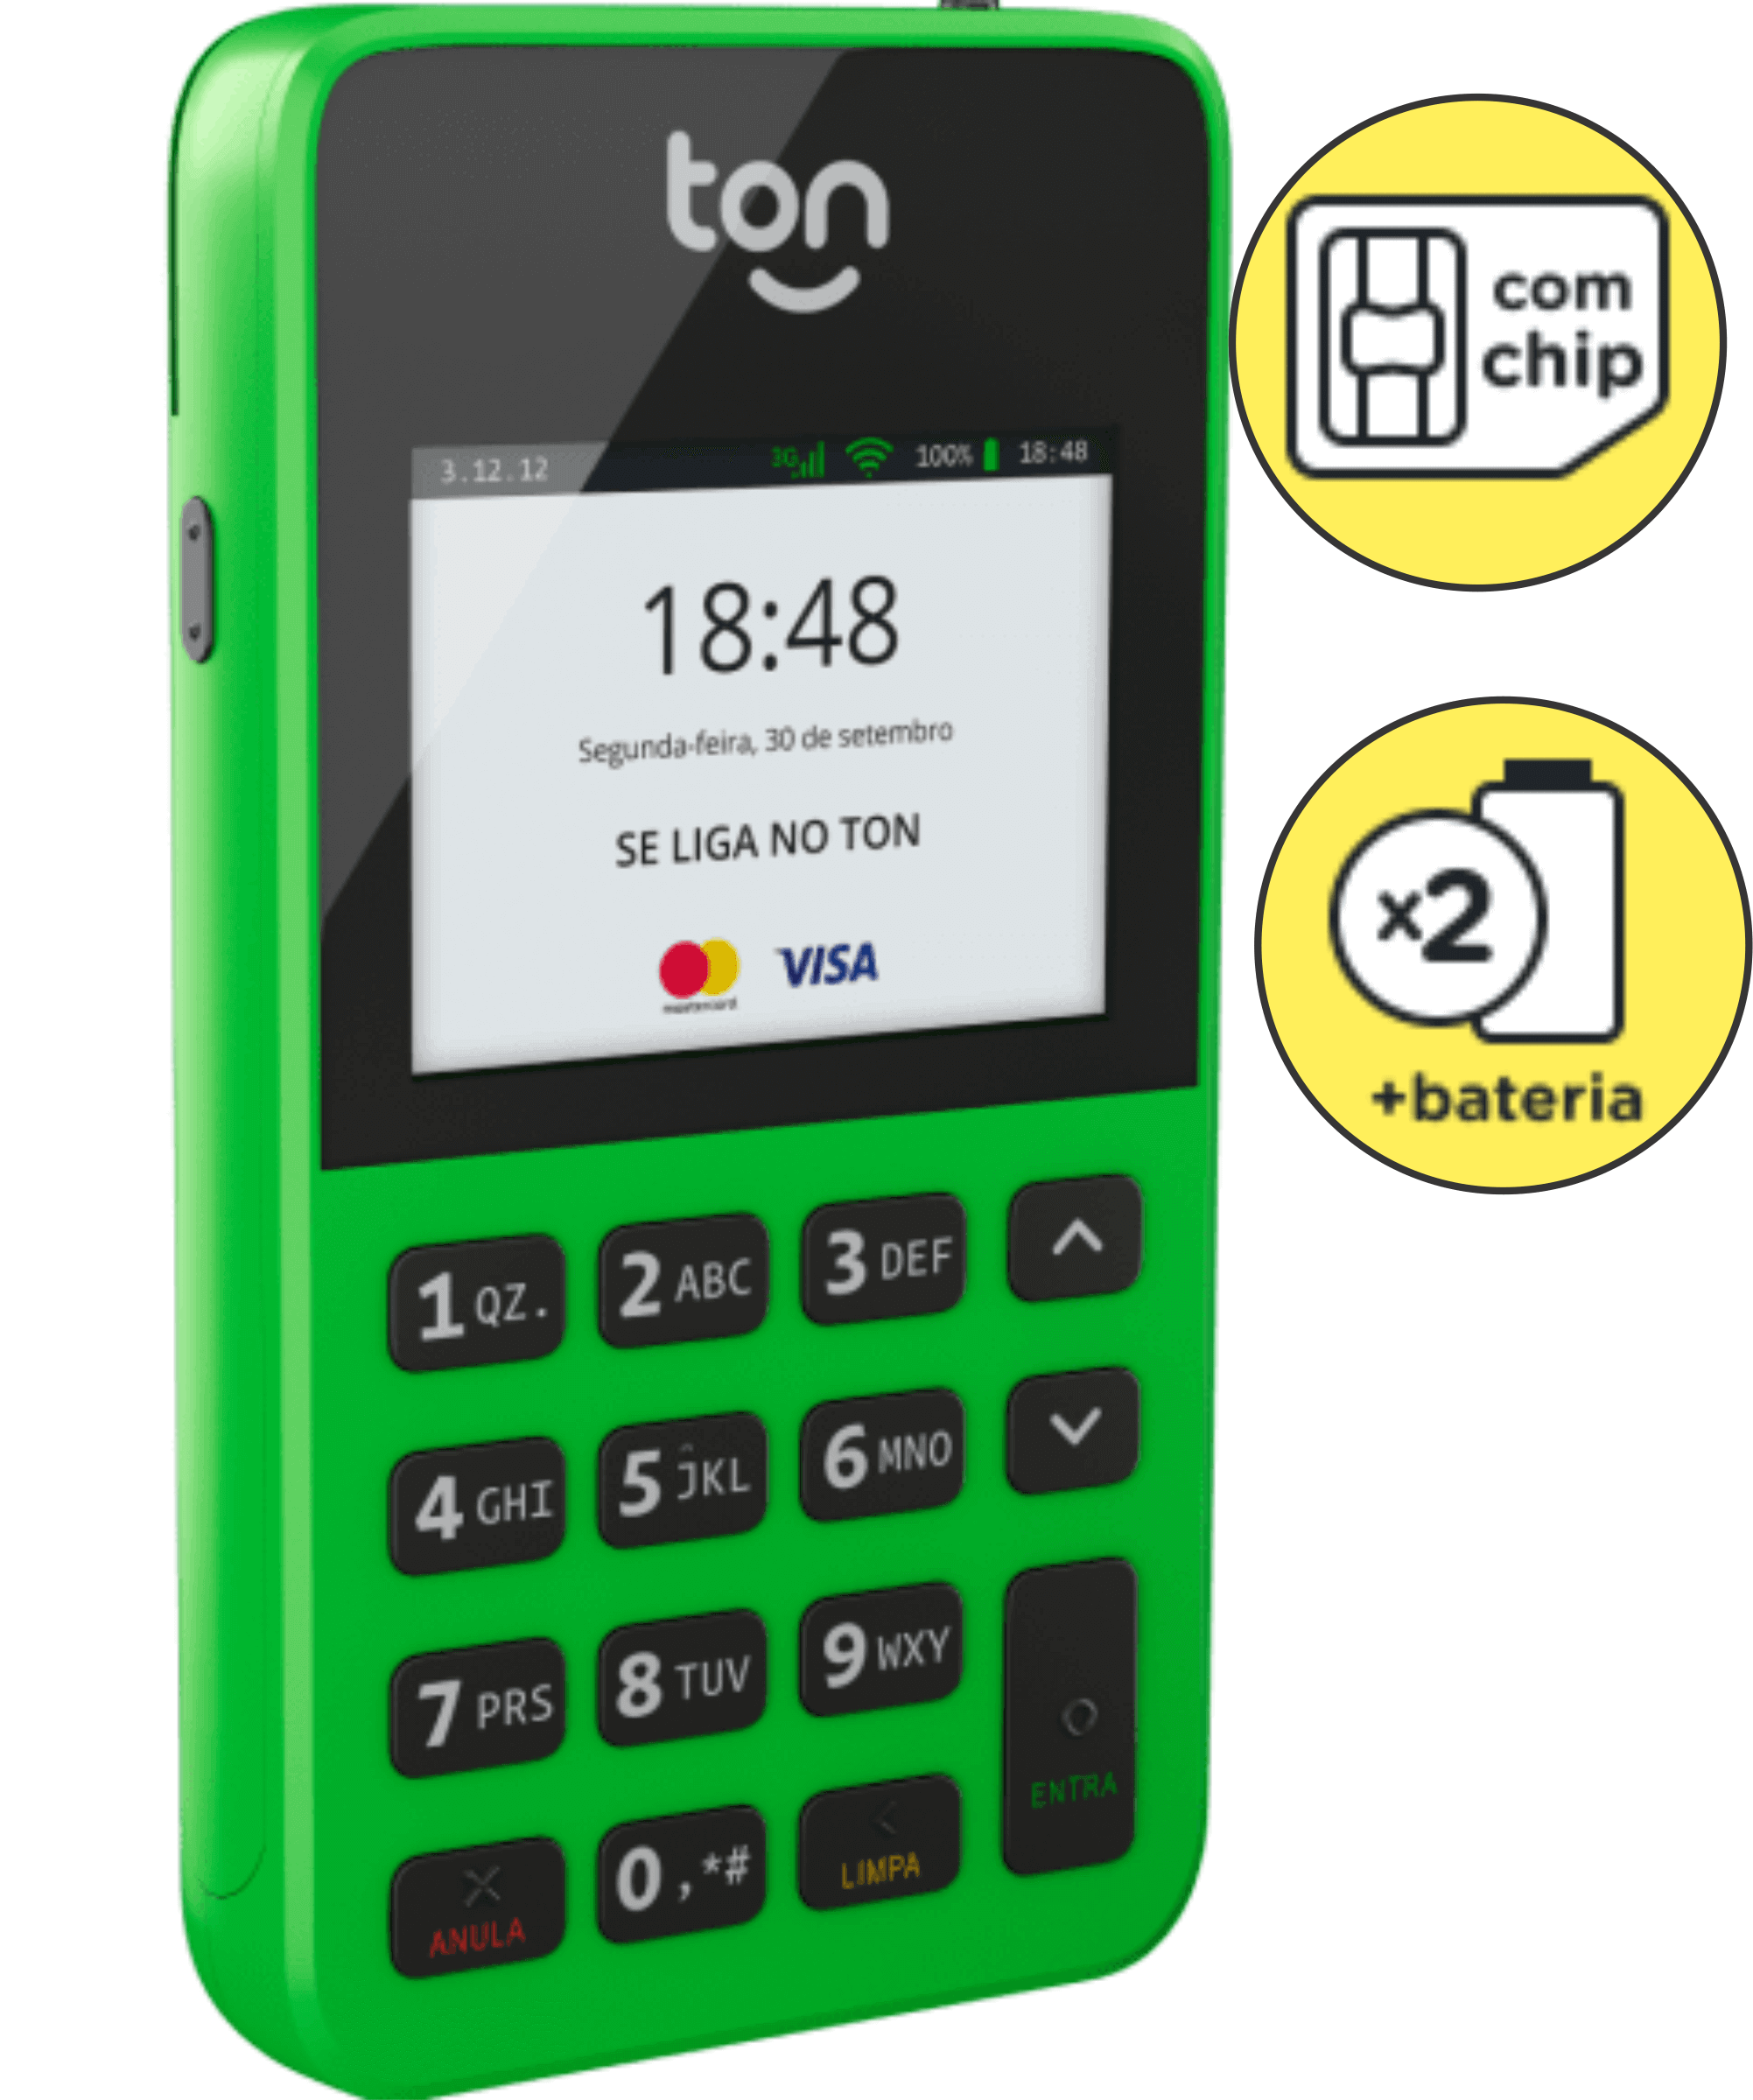 ton
3.12.12 3G 100% 18:48
18:48
Segunda-feira, 30 de setembro
SE LIGA NO TON
mastercard VISA
com
chip
x2
+bateria
1 QZ. 2 ABC 3 DEF
4 GHI 5 JKL 6 MNO
7 PRS 8 TUV 9 WXY
ENTRA
ANULA 0,*# LIMPA